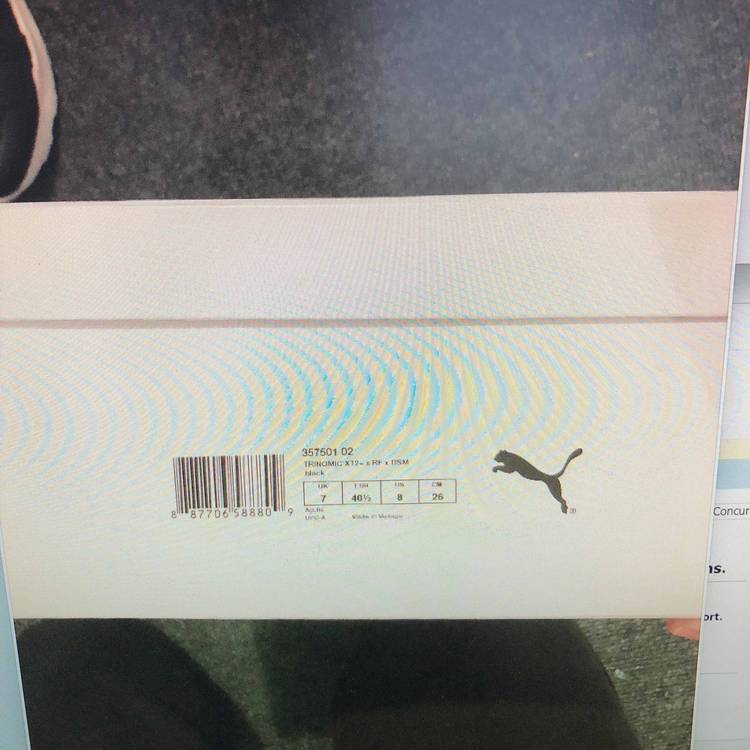 357501 02
TRINOMIC XT2+ x RF x DSM
black
UK EUR US CM
7 40½ 8 26
UPC-A Made in Vietnam
8 87706 58880 9
®
Concur
ns.
ort.